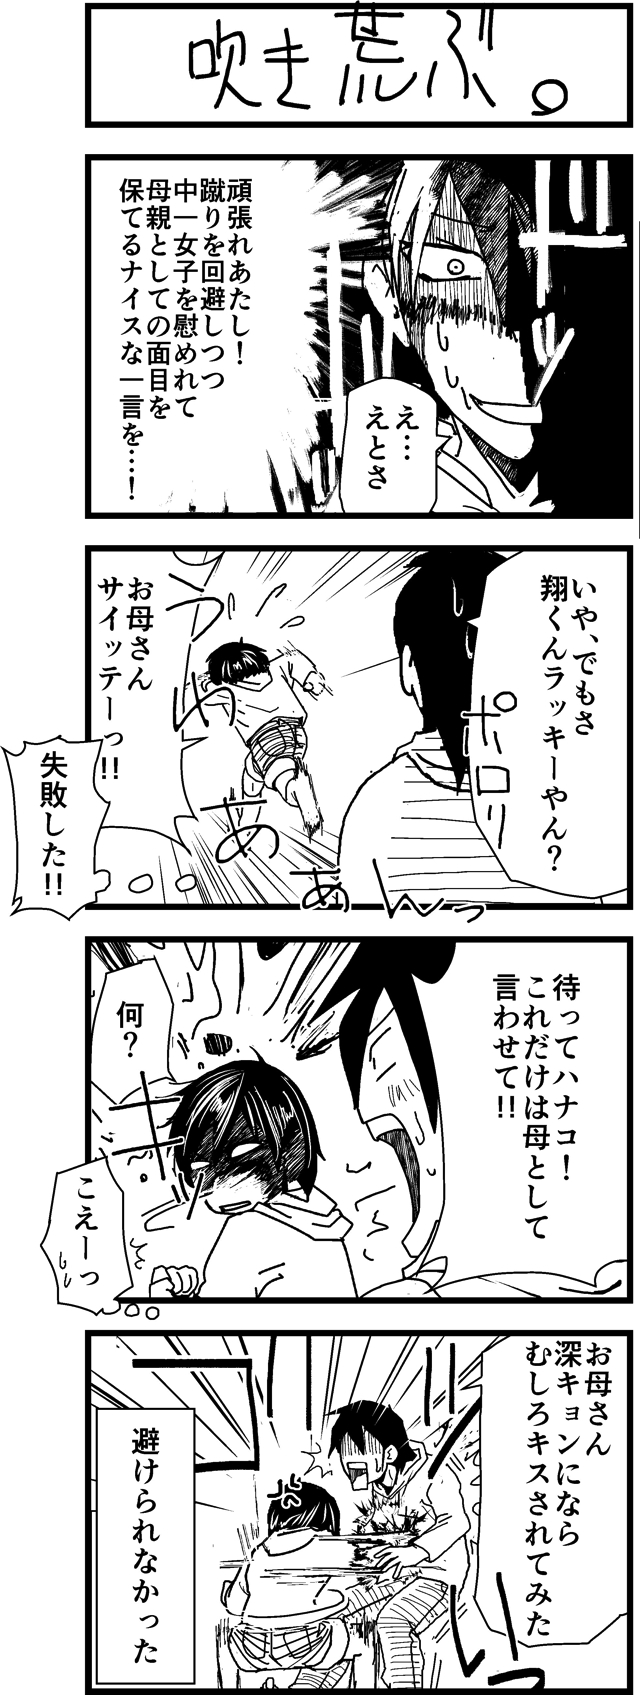 吹き荒ぶ。
頑張れあたし!
蹴りを回避しつつ
中一女子を慰めれて
母親としての面目を
保てるナイスな一言を…!
え…
えとさ
いや、でもさ
翔くんラッキーやん?
ポロリ
お母さん
サイッテーっ!!
うわああぁんっ
失敗した!!
待ってハナコ!
これだけは母として
言わせて!!
何?
こえーっ
お母さん
深キョンになら
むしろキスされてみた
避けられなかった